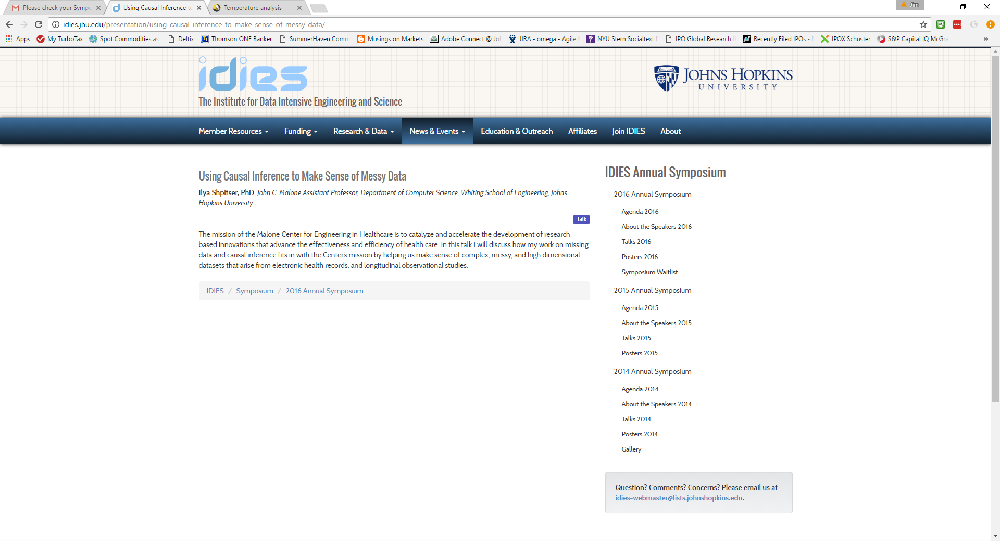 Please check your Sympo
Using Causal Inference to
Temperature analysis
Jim
idies.jhu.edu/presentation/using-causal-inference-to-make-sense-of-messy-data/
Apps
My TurboTax
Spot Commodities as
Deltix
Thomson ONE Banker
SummerHaven Comm
Musings on Markets
Adobe Connect @ Jo
JIRA - omega - Agile
NYU Stern Socialtext
IPO Global Research
Recently Filed IPOs -
IPOX Schuster
S&P Capital IQ McGra
»
idies
The Institute for Data Intensive Engineering and Science
JOHNS HOPKINS
UNIVERSITY
Member Resources
Funding
Research & Data
News & Events
Education & Outreach
Affiliates
Join IDIES
About
Using Causal Inference to Make Sense of Messy Data
Ilya Shpitser, PhD, John C. Malone Assistant Professor, Department of Computer Science, Whiting School of Engineering, Johns
Hopkins University
Talk
The mission of the Malone Center for Engineering in Healthcare is to catalyze and accelerate the development of research-
based innovations that advance the effectiveness and efficiency of health care. In this talk I will discuss how my work on missing
data and causal inference fits in with the Center's mission by helping us make sense of complex, messy, and high dimensional
datasets that arise from electronic health records, and longitudinal observational studies.
IDIES / Symposium / 2016 Annual Symposium
IDIES Annual Symposium
2016 Annual Symposium
Agenda 2016
About the Speakers 2016
Talks 2016
Posters 2016
Symposium Waitlist
2015 Annual Symposium
Agenda 2015
About the Speakers 2015
Talks 2015
Posters 2015
2014 Annual Symposium
Agenda 2014
About the Speakers 2014
Talks 2014
Posters 2014
Gallery
Question? Comments? Concerns? Please email us at
idies-webmaster@lists.johnshopkins.edu.